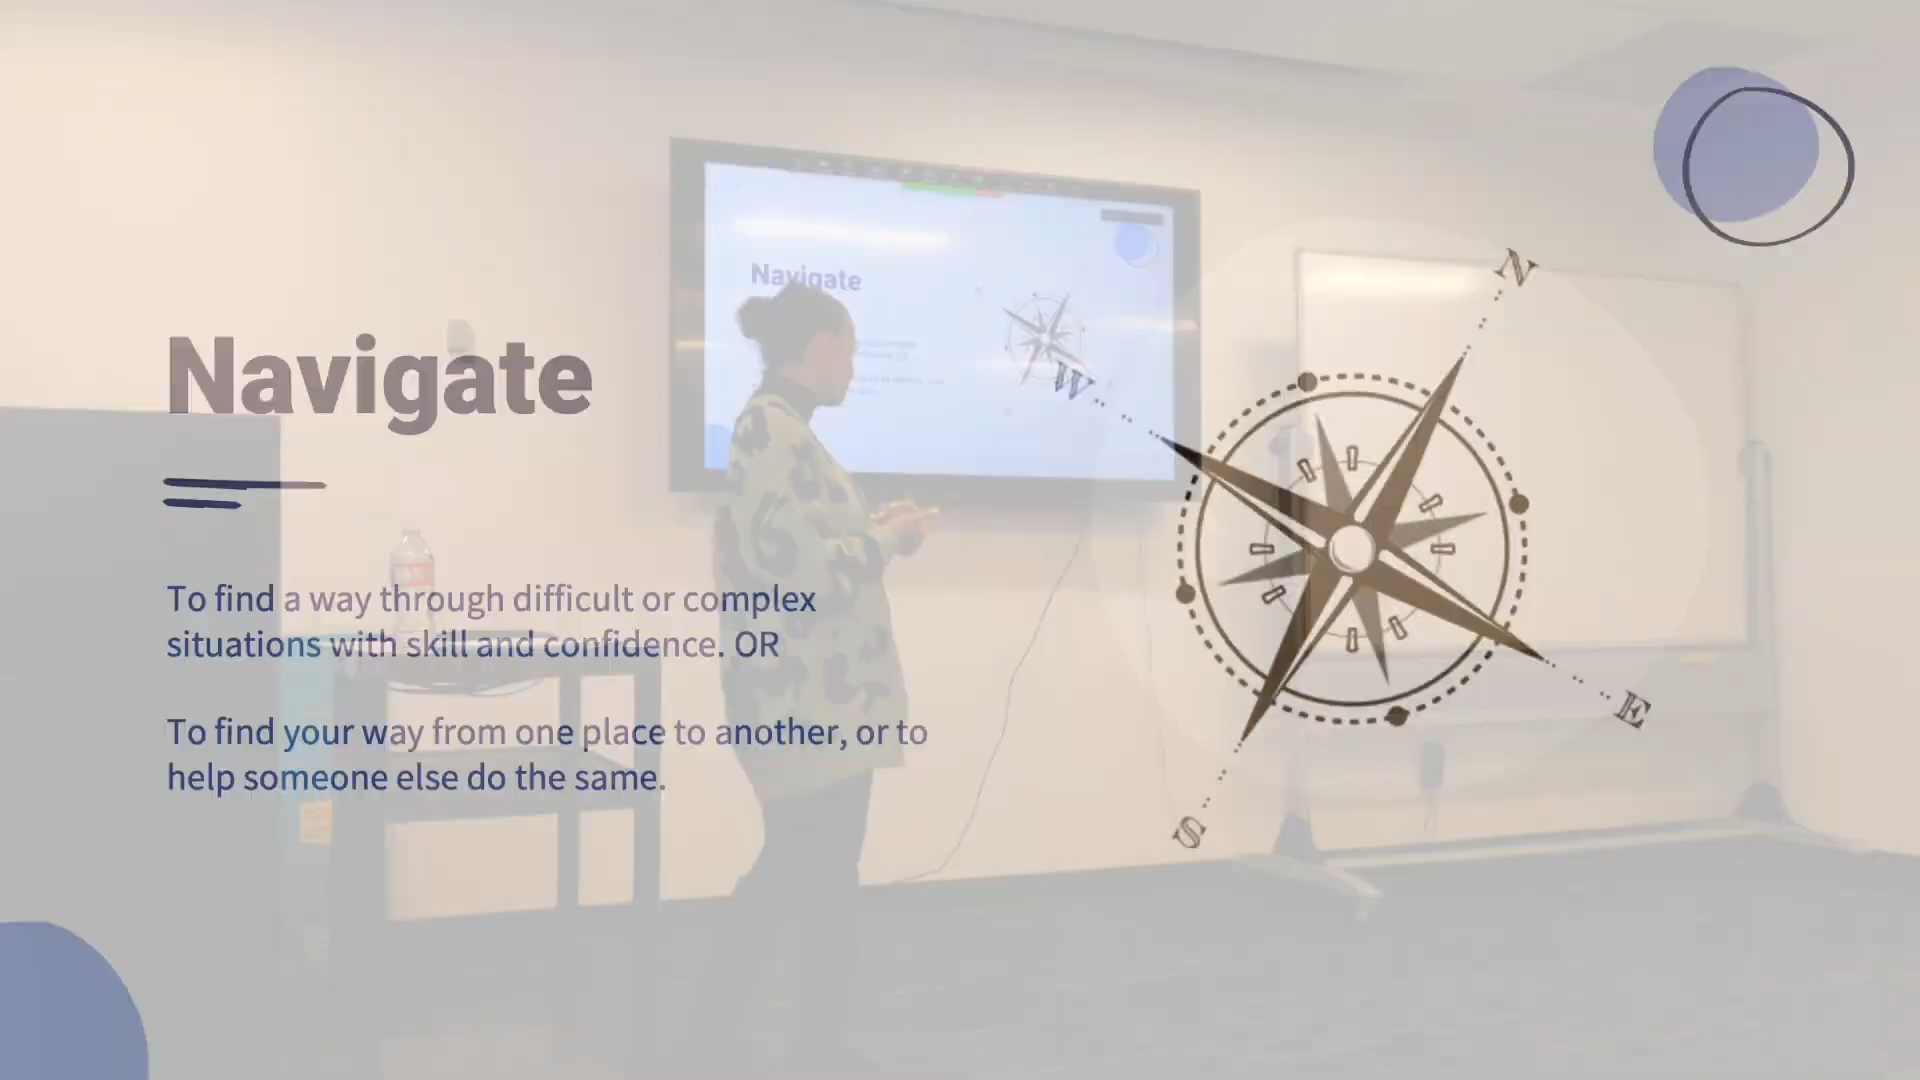 Navigate
Navigate
To find a way through difficult or complex
situations with skill and confidence. OR
To find your way from one place to another, or to
help someone else do the same.
N
W
E
S